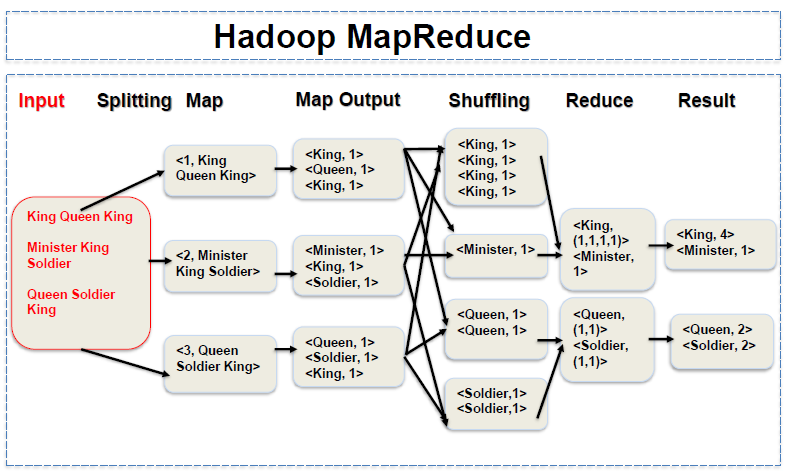 Hadoop MapReduce
Input
Splitting
Map
Map Output
Shuffling
Reduce
Result
King Queen King
Minister King
Soldier
Queen Soldier
King
<1, King
Queen King>
<2, Minister
King Soldier>
<3, Queen
Soldier King>
<King, 1>
<Queen, 1>
<King, 1>
<Minister, 1>
<King, 1>
<Soldier, 1>
<Queen, 1>
<Soldier, 1>
<King, 1>
<King, 1>
<King, 1>
<King, 1>
<King, 1>
<Minister, 1>
<Queen, 1>
<Queen, 1>
<Soldier,1>
<Soldier,1>
<King,
(1,1,1,1)>
<Minister,
1>
<Queen,
(1,1)>
<Soldier,
(1,1)>
<King, 4>
<Minister, 1>
<Queen, 2>
<Soldier, 2>